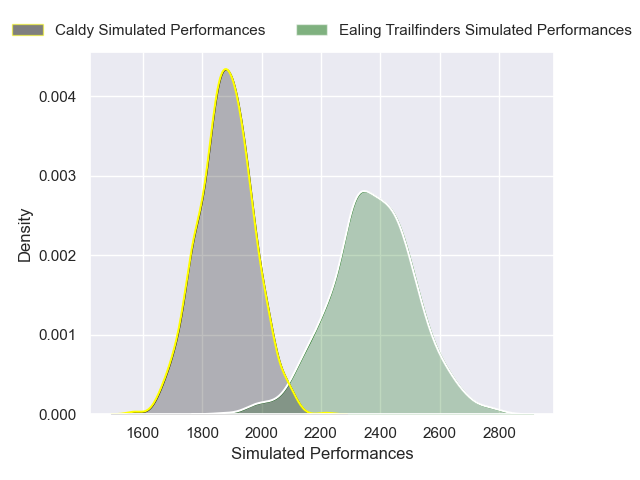 Caldy Simulated Performances
Ealing Trailfinders Simulated Performances
0.004
0.003
0.002
0.001
0.000
Density
1600 1800 2000 2200 2400 2600 2800
Simulated Performances